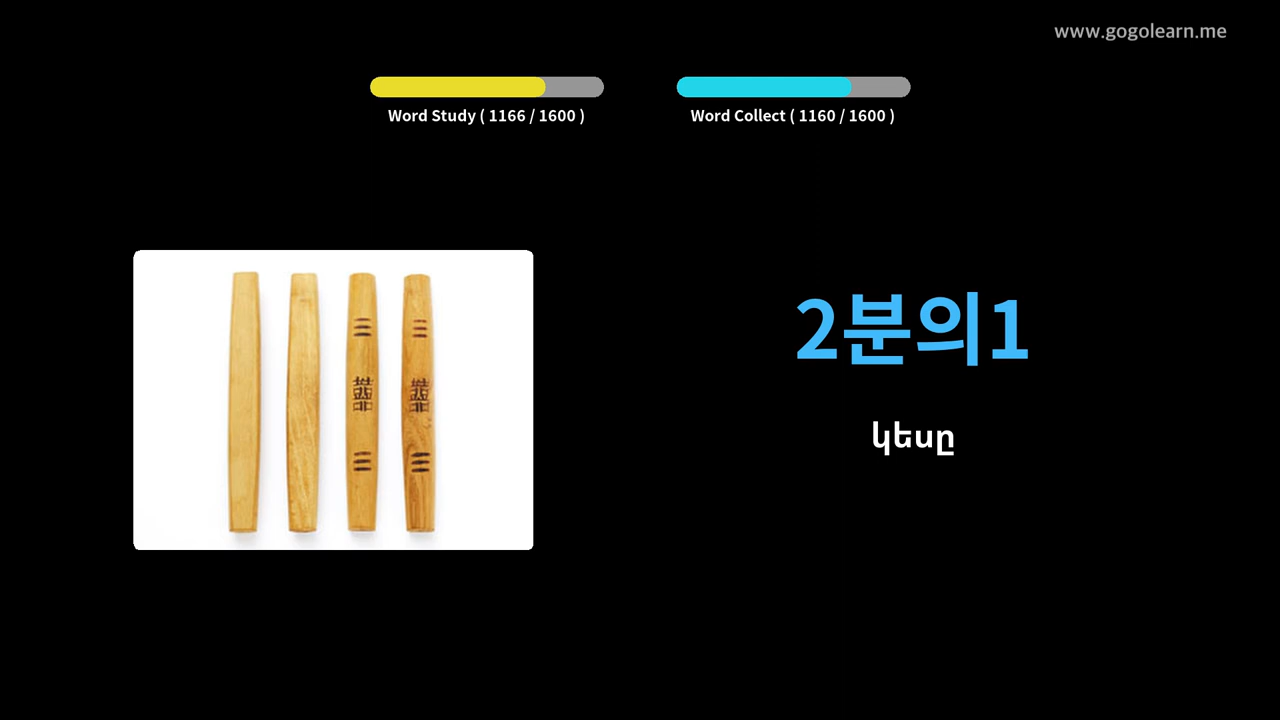 www.gogolearn.me
Word Study ( 1166 / 1600 )
Word Collect ( 1160 / 1600 )
2분의1
կեսը